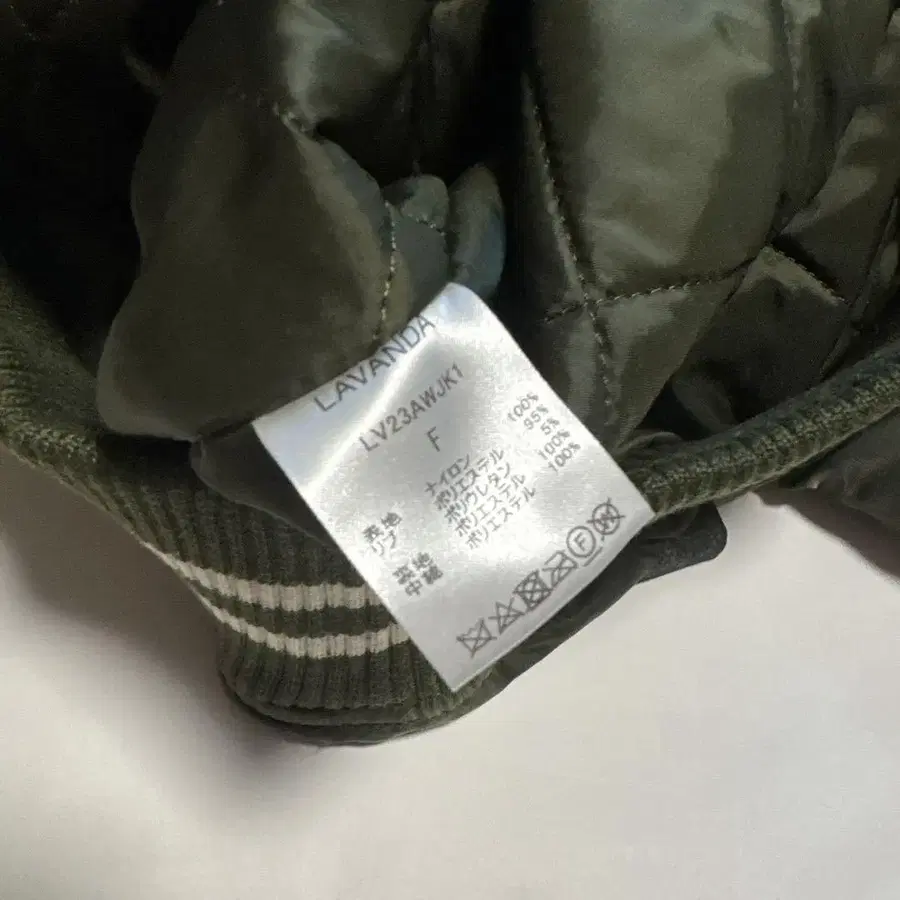 LAVANDA
LV23AWJK1
F
表地 ナイロン 100%
リブ ポリエステル 95%
ポリウレタン 5%
裏地 ポリエステル 100%
中綿 ポリエステル 100%
F